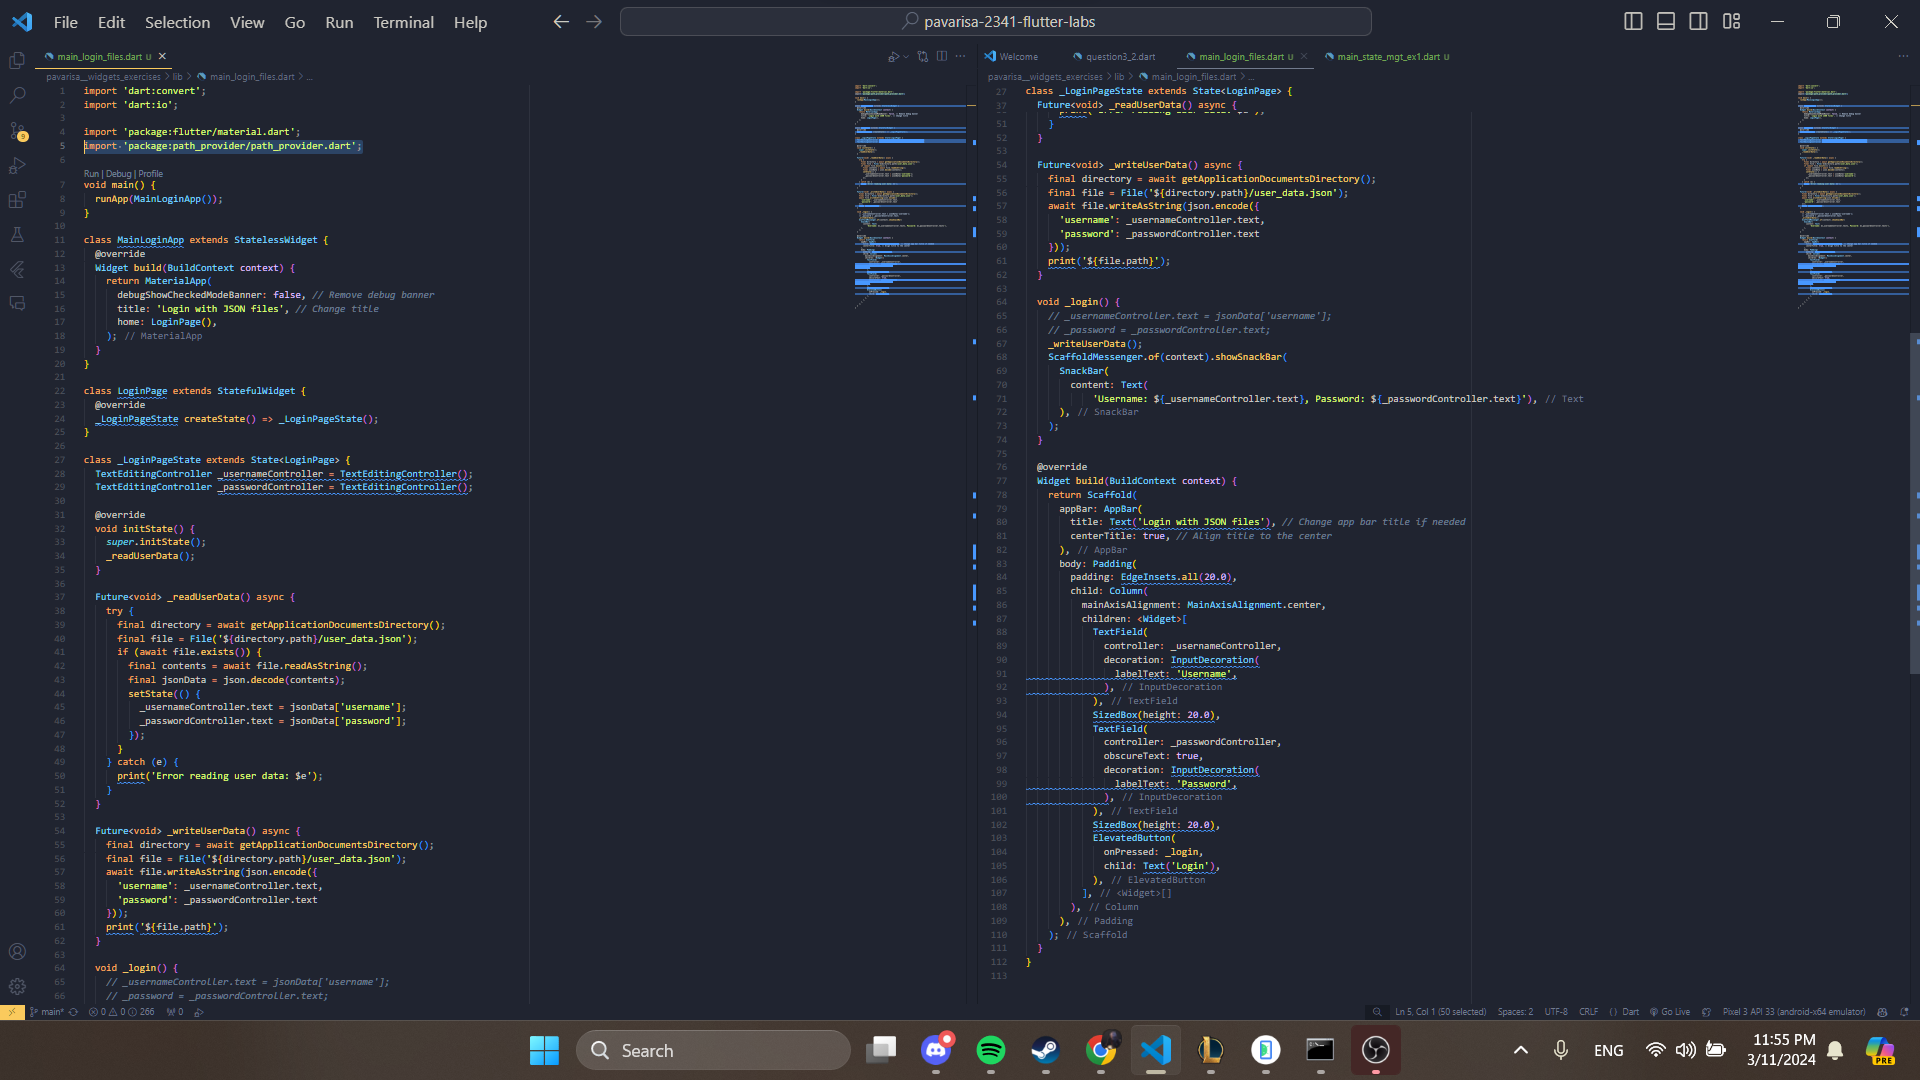 File Edit Selection View Go Run Terminal Help
pavarisa-2341-flutter-labs
main_login_files.dart U
pavarisa__widgets_exercises > lib > main_login_files.dart > ...
1 import 'dart:convert';
2 import 'dart:io';
3
4 import 'package:flutter/material.dart';
5 import 'package:path_provider/path_provider.dart';
6
Run | Debug | Profile
7 void main() {
8 runApp(MainLoginApp());
9 }
10
11 class MainLoginApp extends StatelessWidget {
12 @override
13 Widget build(BuildContext context) {
14 return MaterialApp(
15 debugShowCheckedModeBanner: false, // Remove debug banner
16 title: 'Login with JSON files', // Change title
17 home: LoginPage(),
18 ); // MaterialApp
19 }
20 }
21
22 class LoginPage extends StatefulWidget {
23 @override
24 _LoginPageState createState() => _LoginPageState();
25 }
26
27 class _LoginPageState extends State<LoginPage> {
28 TextEditingController _usernameController = TextEditingController();
29 TextEditingController _passwordController = TextEditingController();
30
31 @override
32 void initState() {
33 super.initState();
34 _readUserData();
35 }
36
37 Future<void> _readUserData() async {
38 try {
39 final directory = await getApplicationDocumentsDirectory();
40 final file = File('${directory.path}/user_data.json');
41 if (await file.exists()) {
42 final contents = await file.readAsString();
43 final jsonData = json.decode(contents);
44 setState(() {
45 _usernameController.text = jsonData['username'];
46 _passwordController.text = jsonData['password'];
47 });
48 }
49 } catch (e) {
50 print('Error reading user data: $e');
51 }
52 }
53
54 Future<void> _writeUserData() async {
55 final directory = await getApplicationDocumentsDirectory();
56 final file = File('${directory.path}/user_data.json');
57 await file.writeAsString(json.encode({
58 'username': _usernameController.text,
59 'password': _passwordController.text
60 }));
61 print('${file.path}');
62 }
63
64 void _login() {
65 // _usernameController.text = jsonData['username'];
66 // _password = _passwordController.text;
Welcome question3_2.dart main_login_files.dart U main_state_mgt_ex1.dart U
pavarisa__widgets_exercises > lib > main_login_files.dart > ...
27 class _LoginPageState extends State<LoginPage> {
37 Future<void> _readUserData() async {
51 }
52 }
53
54 Future<void> _writeUserData() async {
55 final directory = await getApplicationDocumentsDirectory();
56 final file = File('${directory.path}/user_data.json');
57 await file.writeAsString(json.encode({
58 'username': _usernameController.text,
59 'password': _passwordController.text
60 }));
61 print('${file.path}');
62 }
63
64 void _login() {
65 // _usernameController.text = jsonData['username'];
66 // _password = _passwordController.text;
67 _writeUserData();
68 ScaffoldMessenger.of(context).showSnackBar(
69 SnackBar(
70 content: Text(
71 'Username: ${_usernameController.text}, Password: ${_passwordController.text}'), // Text
72 ), // SnackBar
73 );
74 }
75
76 @override
77 Widget build(BuildContext context) {
78 return Scaffold(
79 appBar: AppBar(
80 title: Text('Login with JSON files'), // Change app bar title if needed
81 centerTitle: true, // Align title to the center
82 ), // AppBar
83 body: Padding(
84 padding: EdgeInsets.all(20.0),
85 child: Column(
86 mainAxisAlignment: MainAxisAlignment.center,
87 children: <Widget>[
88 TextField(
89 controller: _usernameController,
90 decoration: InputDecoration(
91 labelText: 'Username',
92 ), // InputDecoration
93 ), // TextField
94 SizedBox(height: 20.0),
95 TextField(
96 controller: _passwordController,
97 obscureText: true,
98 decoration: InputDecoration(
99 labelText: 'Password',
100 ), // InputDecoration
101 ), // TextField
102 SizedBox(height: 20.0),
103 ElevatedButton(
104 onPressed: _login,
105 child: Text('Login'),
106 ), // ElevatedButton
107 ], // <Widget>[]
108 ), // Column
109 ), // Padding
110 ); // Scaffold
111 }
112 }
113
main* 0 0 266 0 Ln 5, Col 1 (50 selected) Spaces: 2 UTF-8 CRLF {} Dart Go Live Pixel 3 API 33 (android-x64 emulator)
Search
ENG
11:55 PM
3/11/2024
PRE